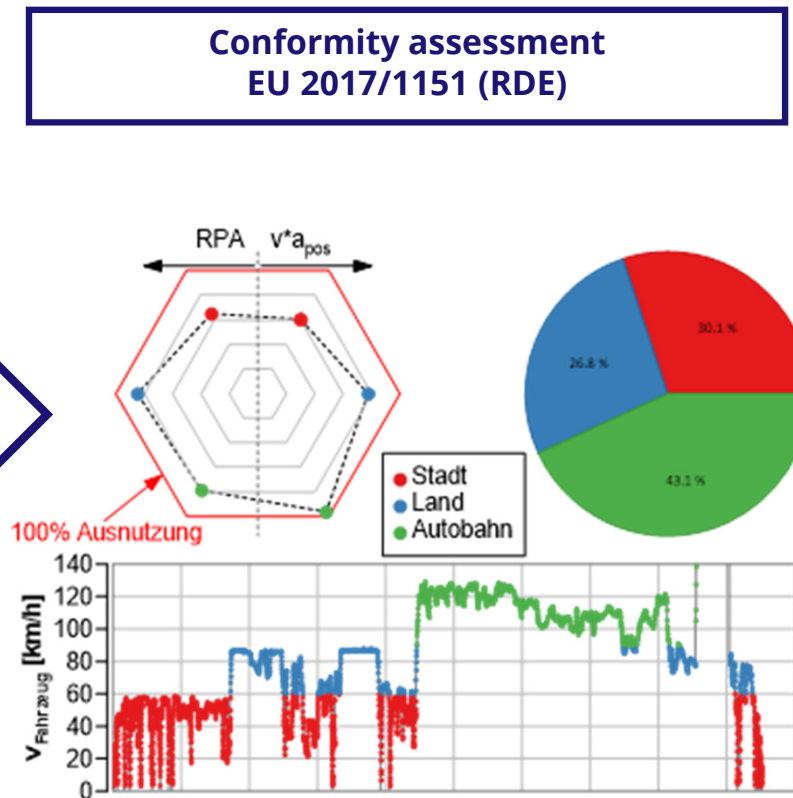 Conformity assessment
EU 2017/1151 (RDE)
RPA v*apos
30.1 %
26.8 %
43.1 %
Stadt
Land
Autobahn
100% Ausnutzung
vFahrzeug [km/h]
140
120
100
80
60
40
20
0